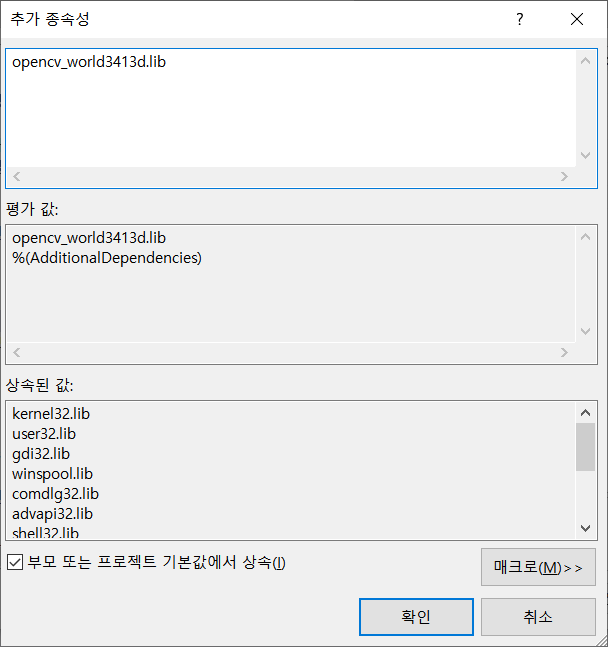 추가 종속성
?
opencv_world3413d.lib
평가 값:
opencv_world3413d.lib
%(AdditionalDependencies)
상속된 값:
kernel32.lib
user32.lib
gdi32.lib
winspool.lib
comdlg32.lib
advapi32.lib
shell32.lib
부모 또는 프로젝트 기본값에서 상속(I)
매크로(M)>>
확인
취소